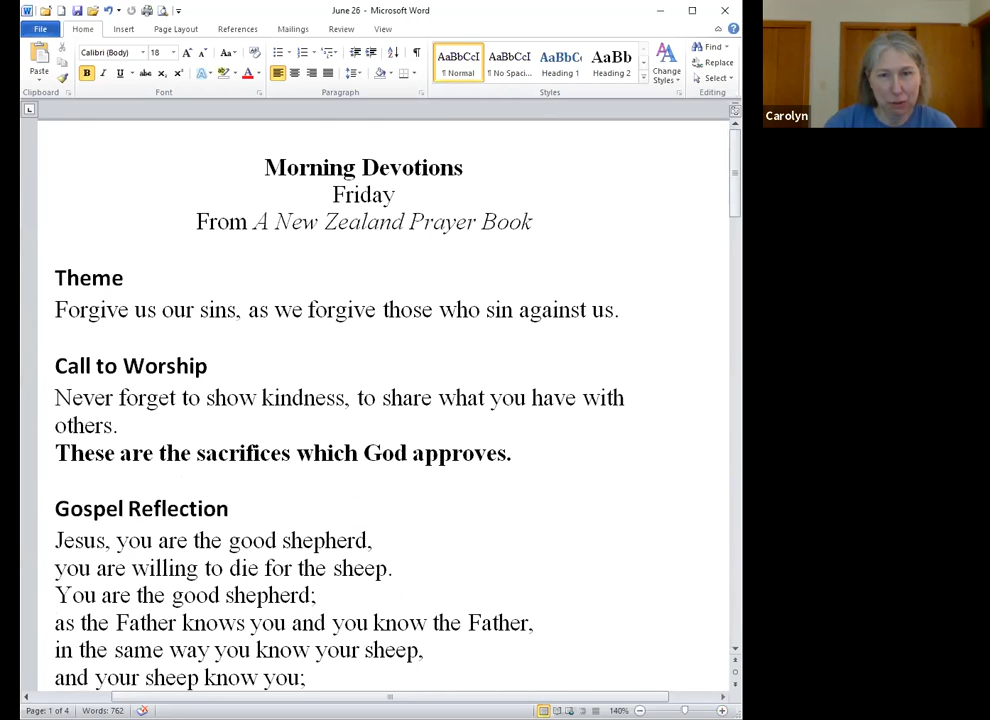 June 26 - Microsoft Word
File Home Insert Page Layout References Mailings Review View
Paste
Calibri (Body) 18
Find
Replace
Select
AaBbCcI AaBbCcI AaBbCc AaBb
¶ Normal ¶ No Spaci... Heading 1 Heading 2
Change Styles
Clipboard Font Paragraph Styles Editing
Carolyn
Morning Devotions
Friday
From A New Zealand Prayer Book
Theme
Forgive us our sins, as we forgive those who sin against us.
Call to Worship
Never forget to show kindness, to share what you have with
others.
These are the sacrifices which God approves.
Gospel Reflection
Jesus, you are the good shepherd,
you are willing to die for the sheep.
You are the good shepherd;
as the Father knows you and you know the Father,
in the same way you know your sheep,
and your sheep know you;
Page: 1 of 4 Words: 762 140%